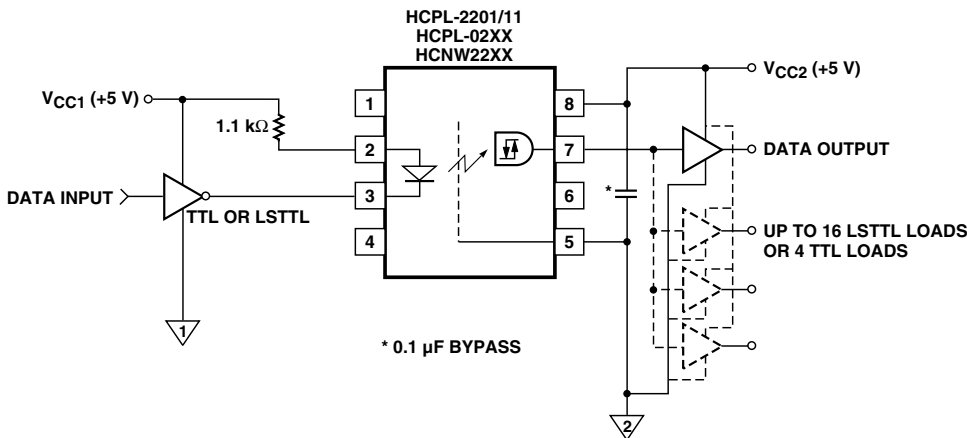 HCPL-2201/11
HCPL-02XX
HCNW22XX
VCC1 (+5 V)
1.1 kΩ
DATA INPUT
TTL OR LSTTL
1
1
2
3
4
8
7
6
5
*
VCC2 (+5 V)
DATA OUTPUT
UP TO 16 LSTTL LOADS
OR 4 TTL LOADS
* 0.1 µF BYPASS
2